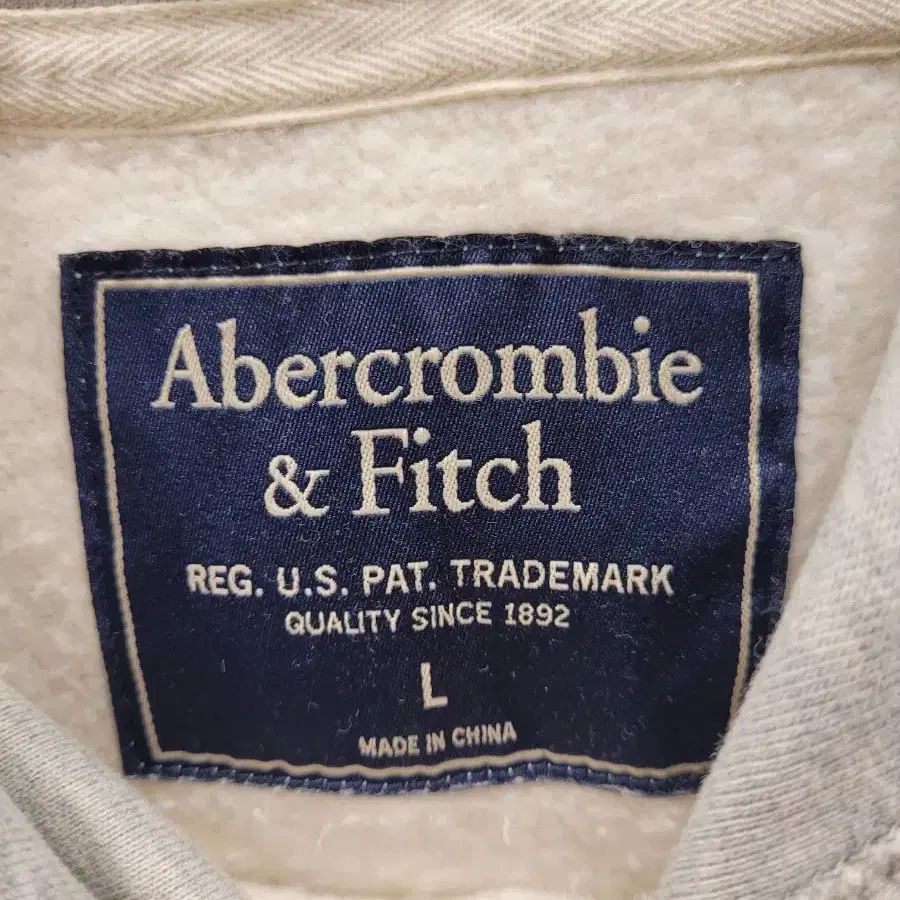 Abercrombie
& Fitch
REG. U.S. PAT. TRADEMARK
QUALITY SINCE 1892
L
MADE IN CHINA